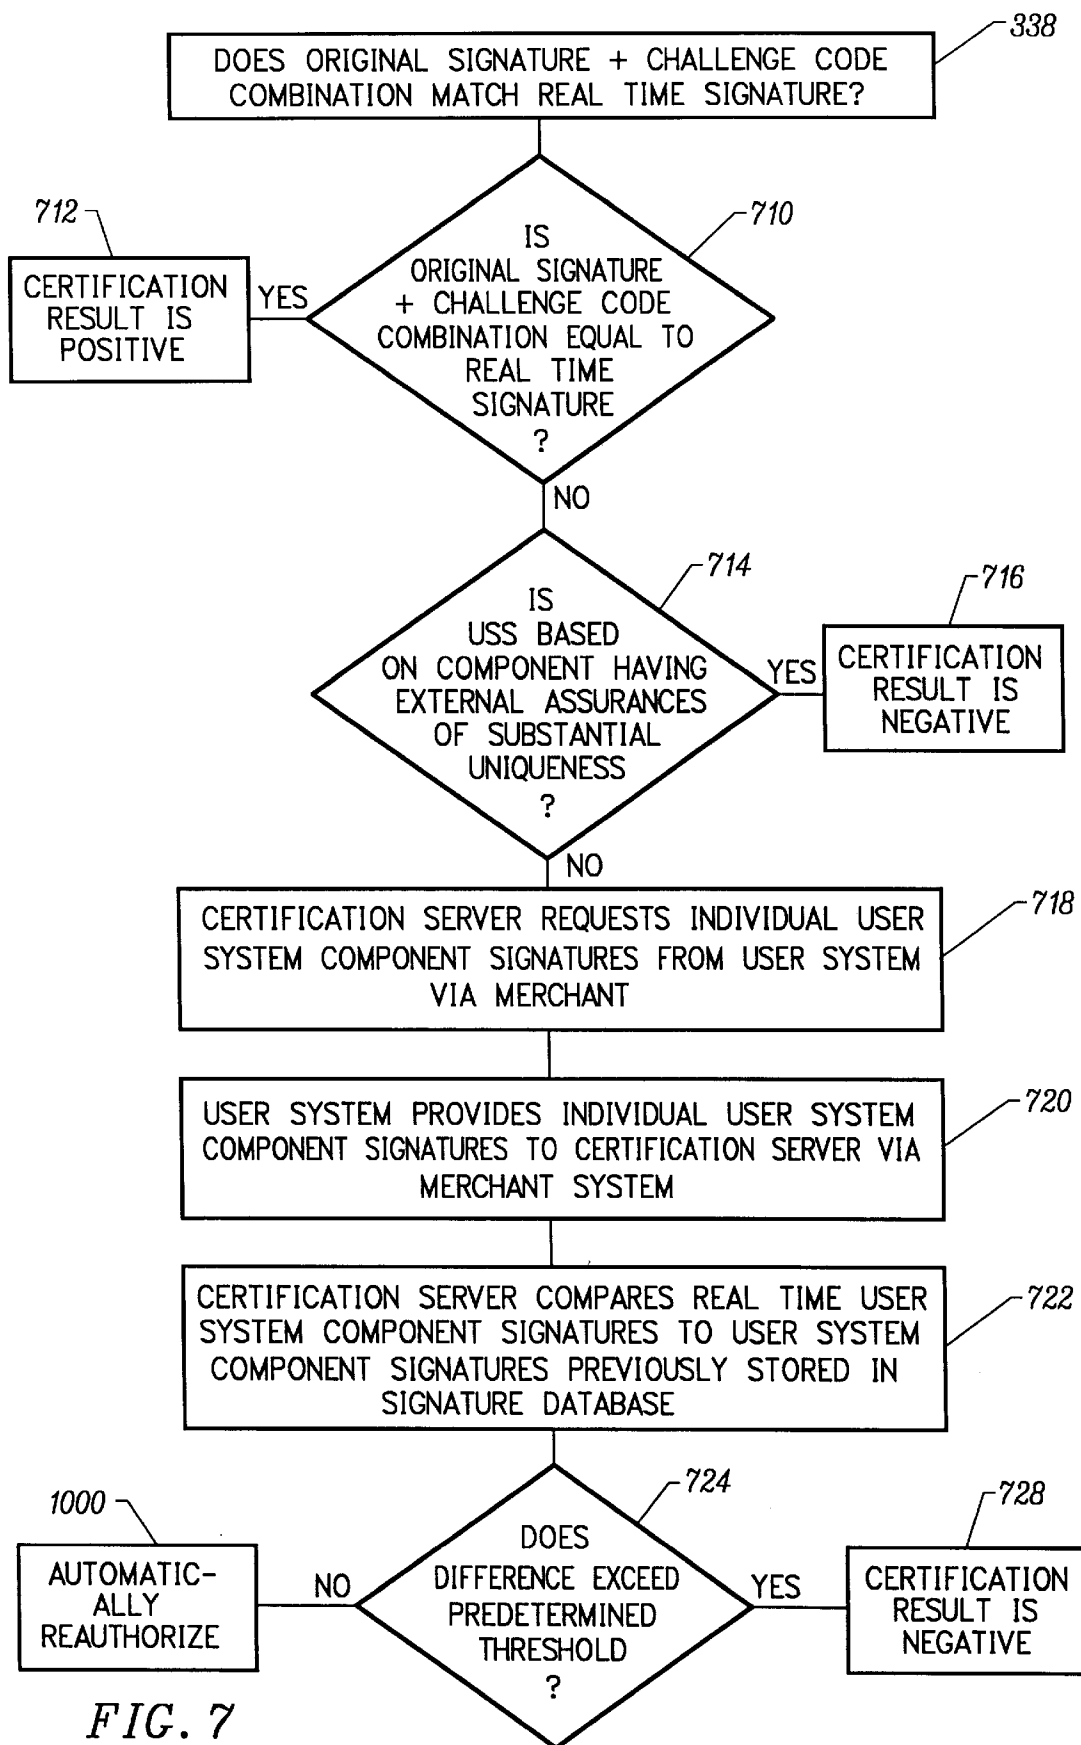 338
DOES ORIGINAL SIGNATURE + CHALLENGE CODE
COMBINATION MATCH REAL TIME SIGNATURE?
712
710
IS
ORIGINAL SIGNATURE
+ CHALLENGE CODE
COMBINATION EQUAL TO
REAL TIME
SIGNATURE
?
CERTIFICATION
RESULT IS
POSITIVE
YES
NO
714
716
IS
USS BASED
ON COMPONENT HAVING
EXTERNAL ASSURANCES
OF SUBSTANTIAL
UNIQUENESS
?
YES
CERTIFICATION
RESULT IS
NEGATIVE
NO
718
CERTIFICATION SERVER REQUESTS INDIVIDUAL USER
SYSTEM COMPONENT SIGNATURES FROM USER SYSTEM
VIA MERCHANT
720
USER SYSTEM PROVIDES INDIVIDUAL USER SYSTEM
COMPONENT SIGNATURES TO CERTIFICATION SERVER VIA
MERCHANT SYSTEM
722
CERTIFICATION SERVER COMPARES REAL TIME USER
SYSTEM COMPONENT SIGNATURES TO USER SYSTEM
COMPONENT SIGNATURES PREVIOUSLY STORED IN
SIGNATURE DATABASE
1000
724
728
AUTOMATIC-
ALLY
REAUTHORIZE
NO
DOES
DIFFERENCE EXCEED
PREDETERMINED
THRESHOLD
?
YES
CERTIFICATION
RESULT IS
NEGATIVE
FIG. 7